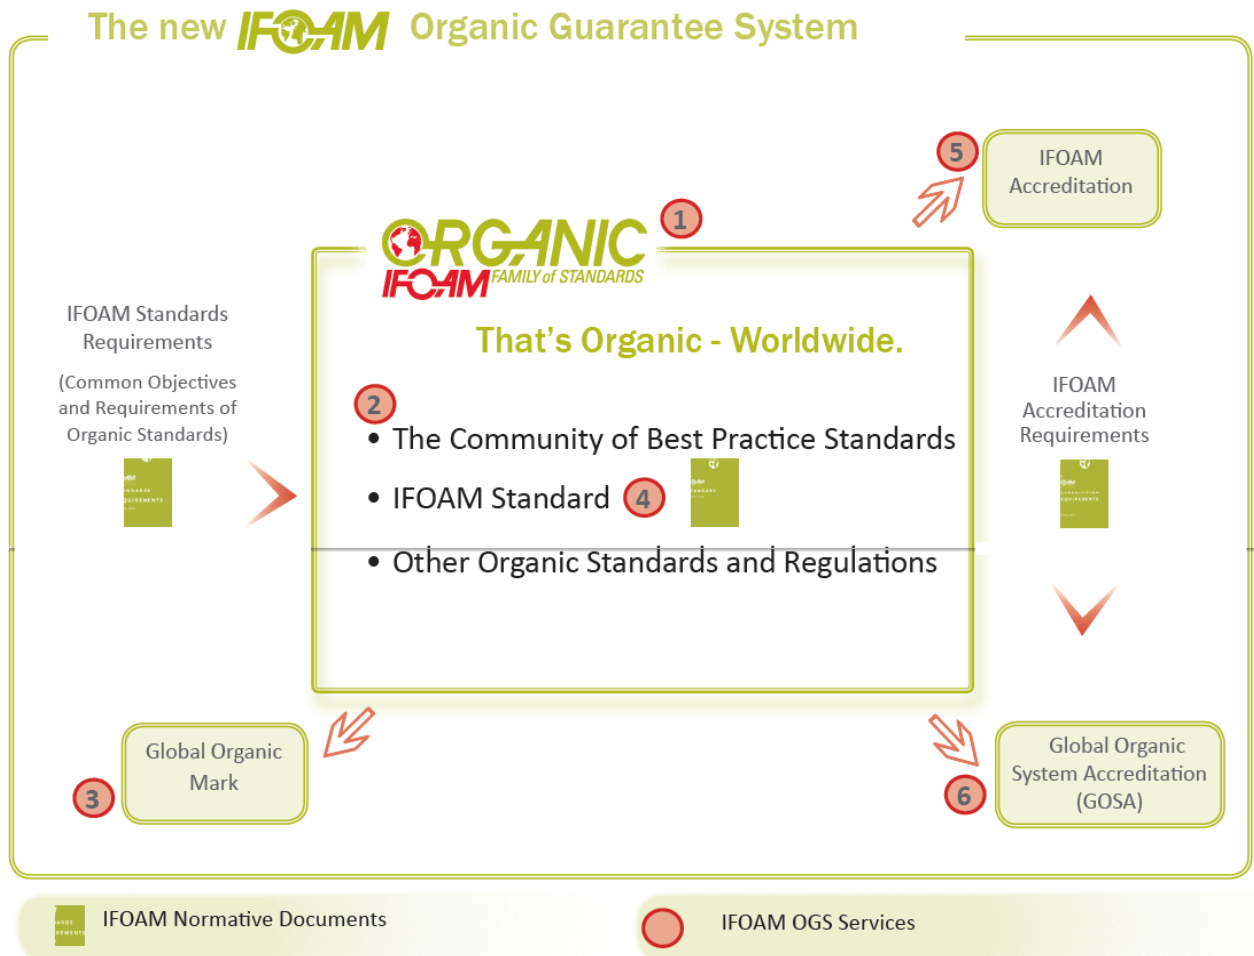 The new IFOAM Organic Guarantee System
5
IFOAM
Accreditation
1
ORGANIC
IFOAM FAMILY of STANDARDS
IFOAM Standards
Requirements
(Common Objectives
and Requirements of
Organic Standards)
That's Organic - Worldwide.
2
• The Community of Best Practice Standards
• IFOAM Standard 4
• Other Organic Standards and Regulations
IFOAM
Accreditation
Requirements
Global Organic
Mark
3
Global Organic
System Accreditation
(GOSA)
6
IFOAM Normative Documents
IFOAM OGS Services